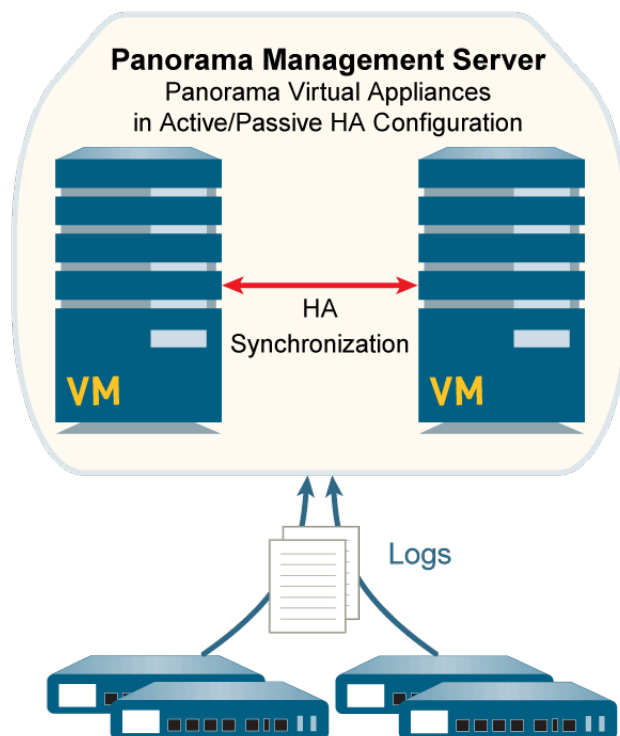 Panorama Management Server
Panorama Virtual Appliances
in Active/Passive HA Configuration
HA
Synchronization
VM
VM
Logs